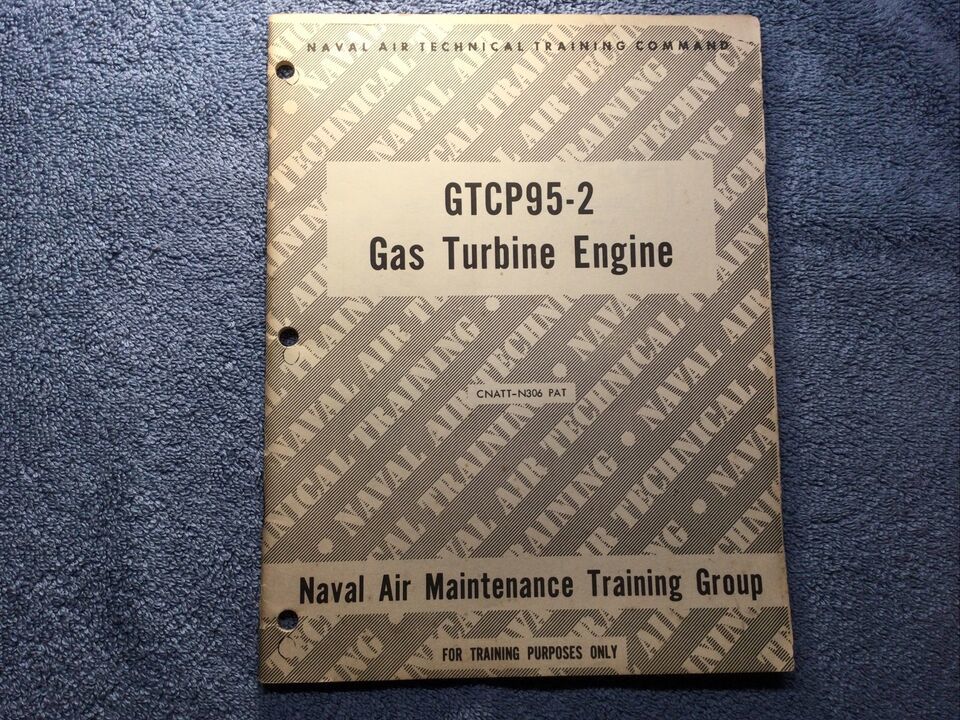 NAVAL AIR TECHNICAL TRAINING COMMAND
GTCP95-2
Gas Turbine Engine
CNATT-N306 PAT
Naval Air Maintenance Training Group
FOR TRAINING PURPOSES ONLY